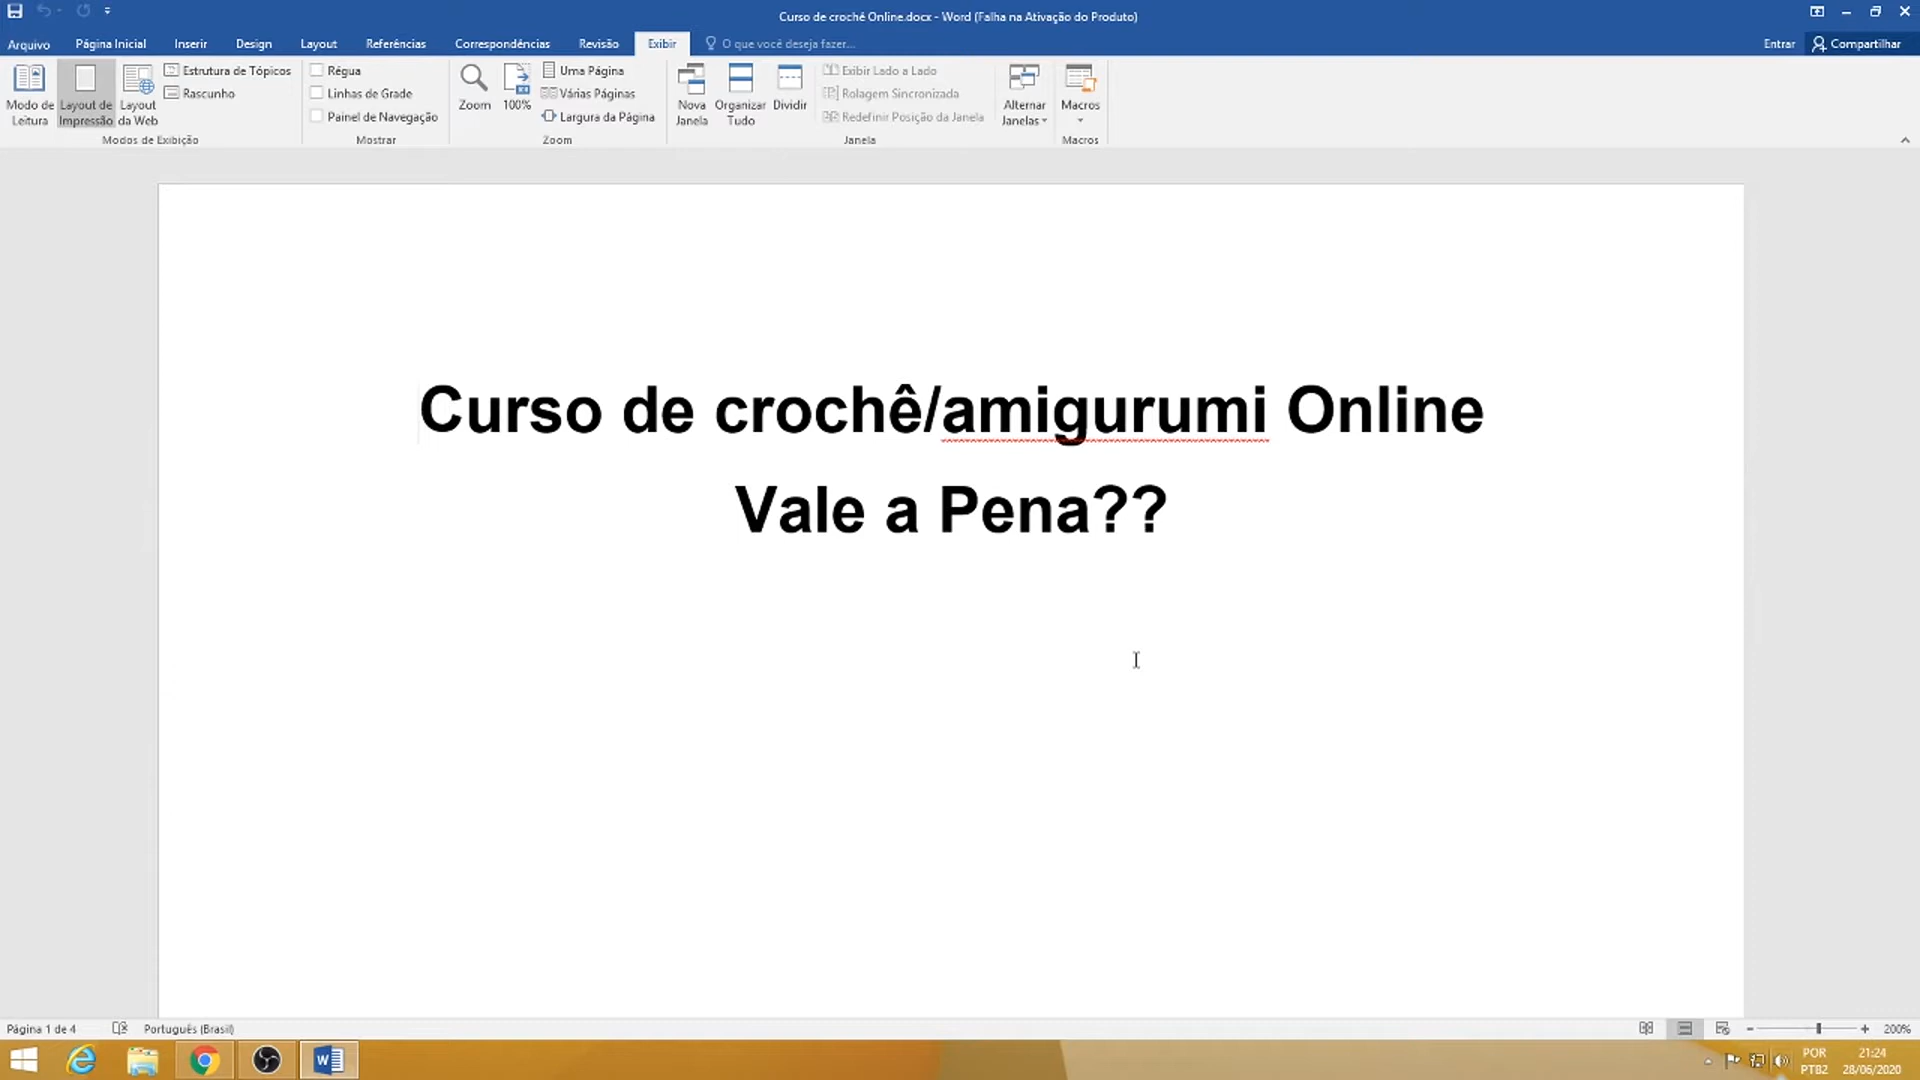 Curso de crochê Online.docx - Word (Falha na Ativação do Produto)
Arquivo Página Inicial Inserir Design Layout Referências Correspondências Revisão Exibir O que você deseja fazer... Entrar Compartilhar
Modo de Leitura
Layout de Impressão
Layout da Web
Estrutura de Tópicos
Rascunho
Modos de Exibição
Régua
Linhas de Grade
Painel de Navegação
Mostrar
Zoom
100%
Uma Página
Várias Páginas
Largura da Página
Zoom
Nova Janela
Organizar Tudo
Dividir
Exibir Lado a Lado
Rolagem Sincronizada
Redefinir Posição da Janela
Janela
Alternar Janelas
Macros
Macros
Curso de crochê/amigurumi Online
Vale a Pena??
Página 1 de 4 Português (Brasil) 200%
POR 21:24
PTB2 28/06/2020